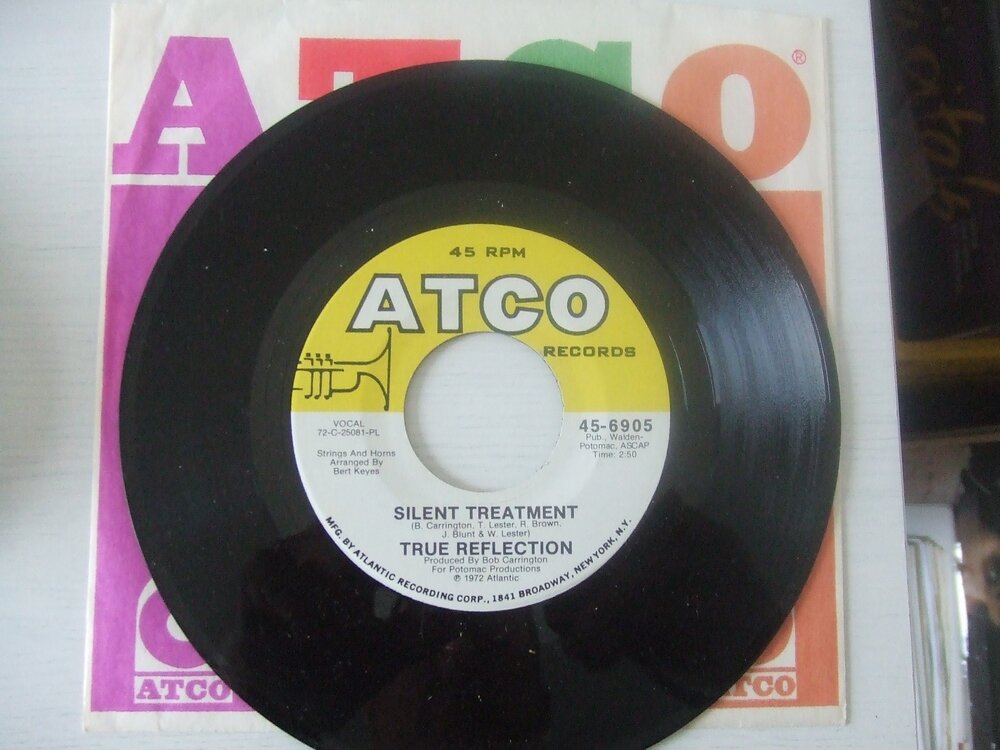 ATCO®
45 RPM
ATCO
RECORDS
VOCAL
72-C-25081-PL
Strings And Horns
Arranged By
Bert Keyes
45-6905
Pub., Walden-
Potomac, ASCAP
Time: 2:50
SILENT TREATMENT
(B. Carrington, T. Lester, R. Brown,
J. Blunt & W. Lester)
TRUE REFLECTION
Produced By Bob Carrington
For Potomac Productions
℗ 1972 Atlantic
MFG. BY ATLANTIC RECORDING CORP., 1841 BROADWAY, NEW YORK, N.Y.
ATCO
ATCO